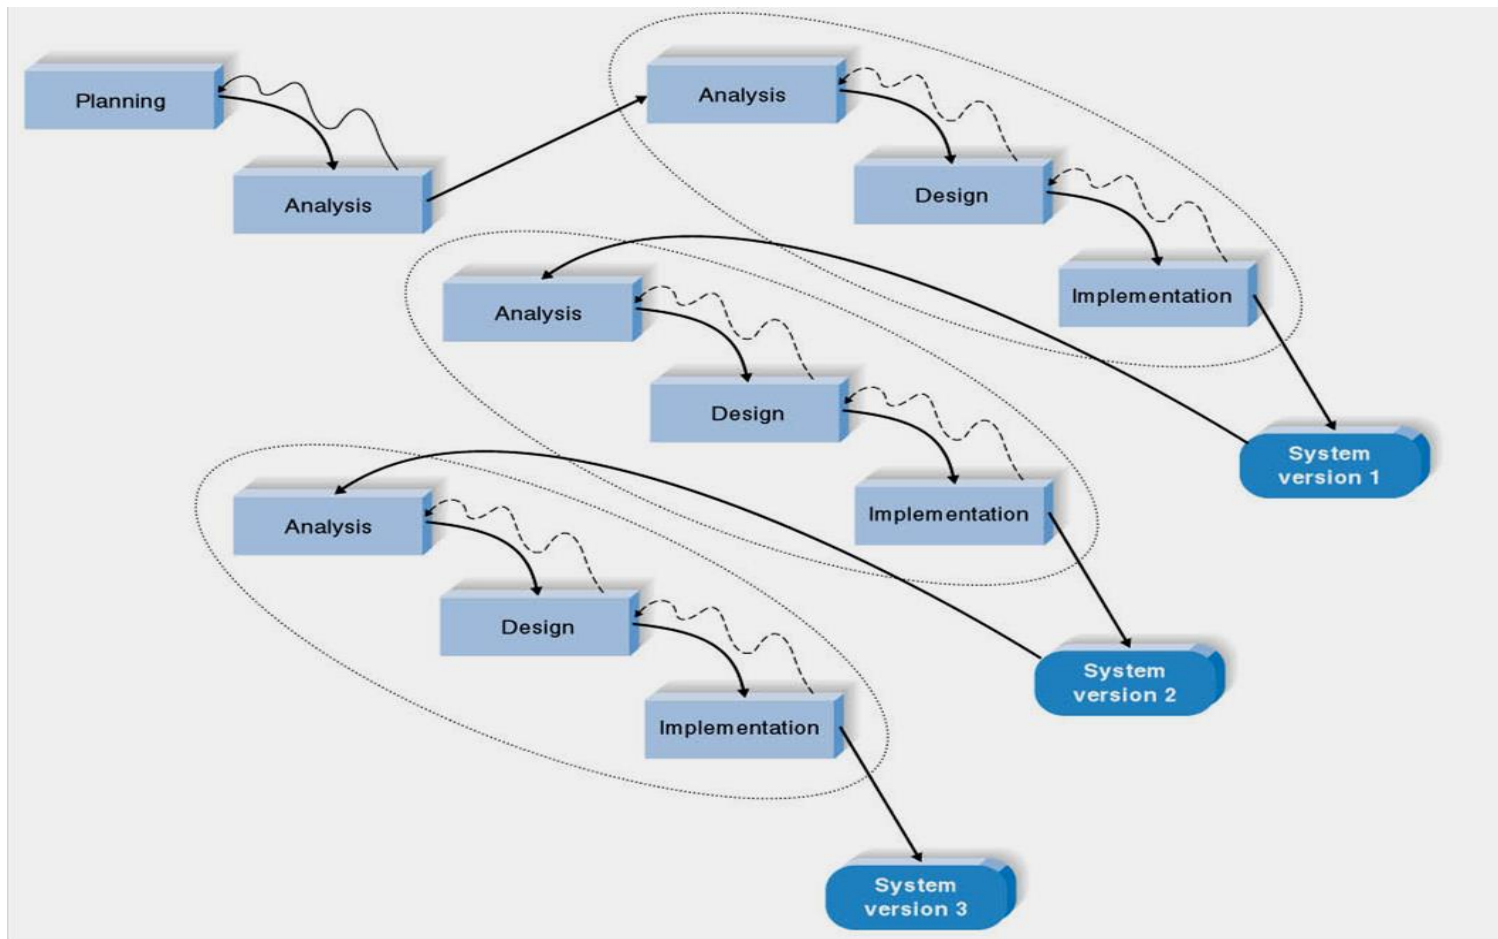 Planning
Analysis
Analysis
Design
Implementation
System
version 1
Analysis
Design
Implementation
System
version 2
Analysis
Design
Implementation
System
version 3